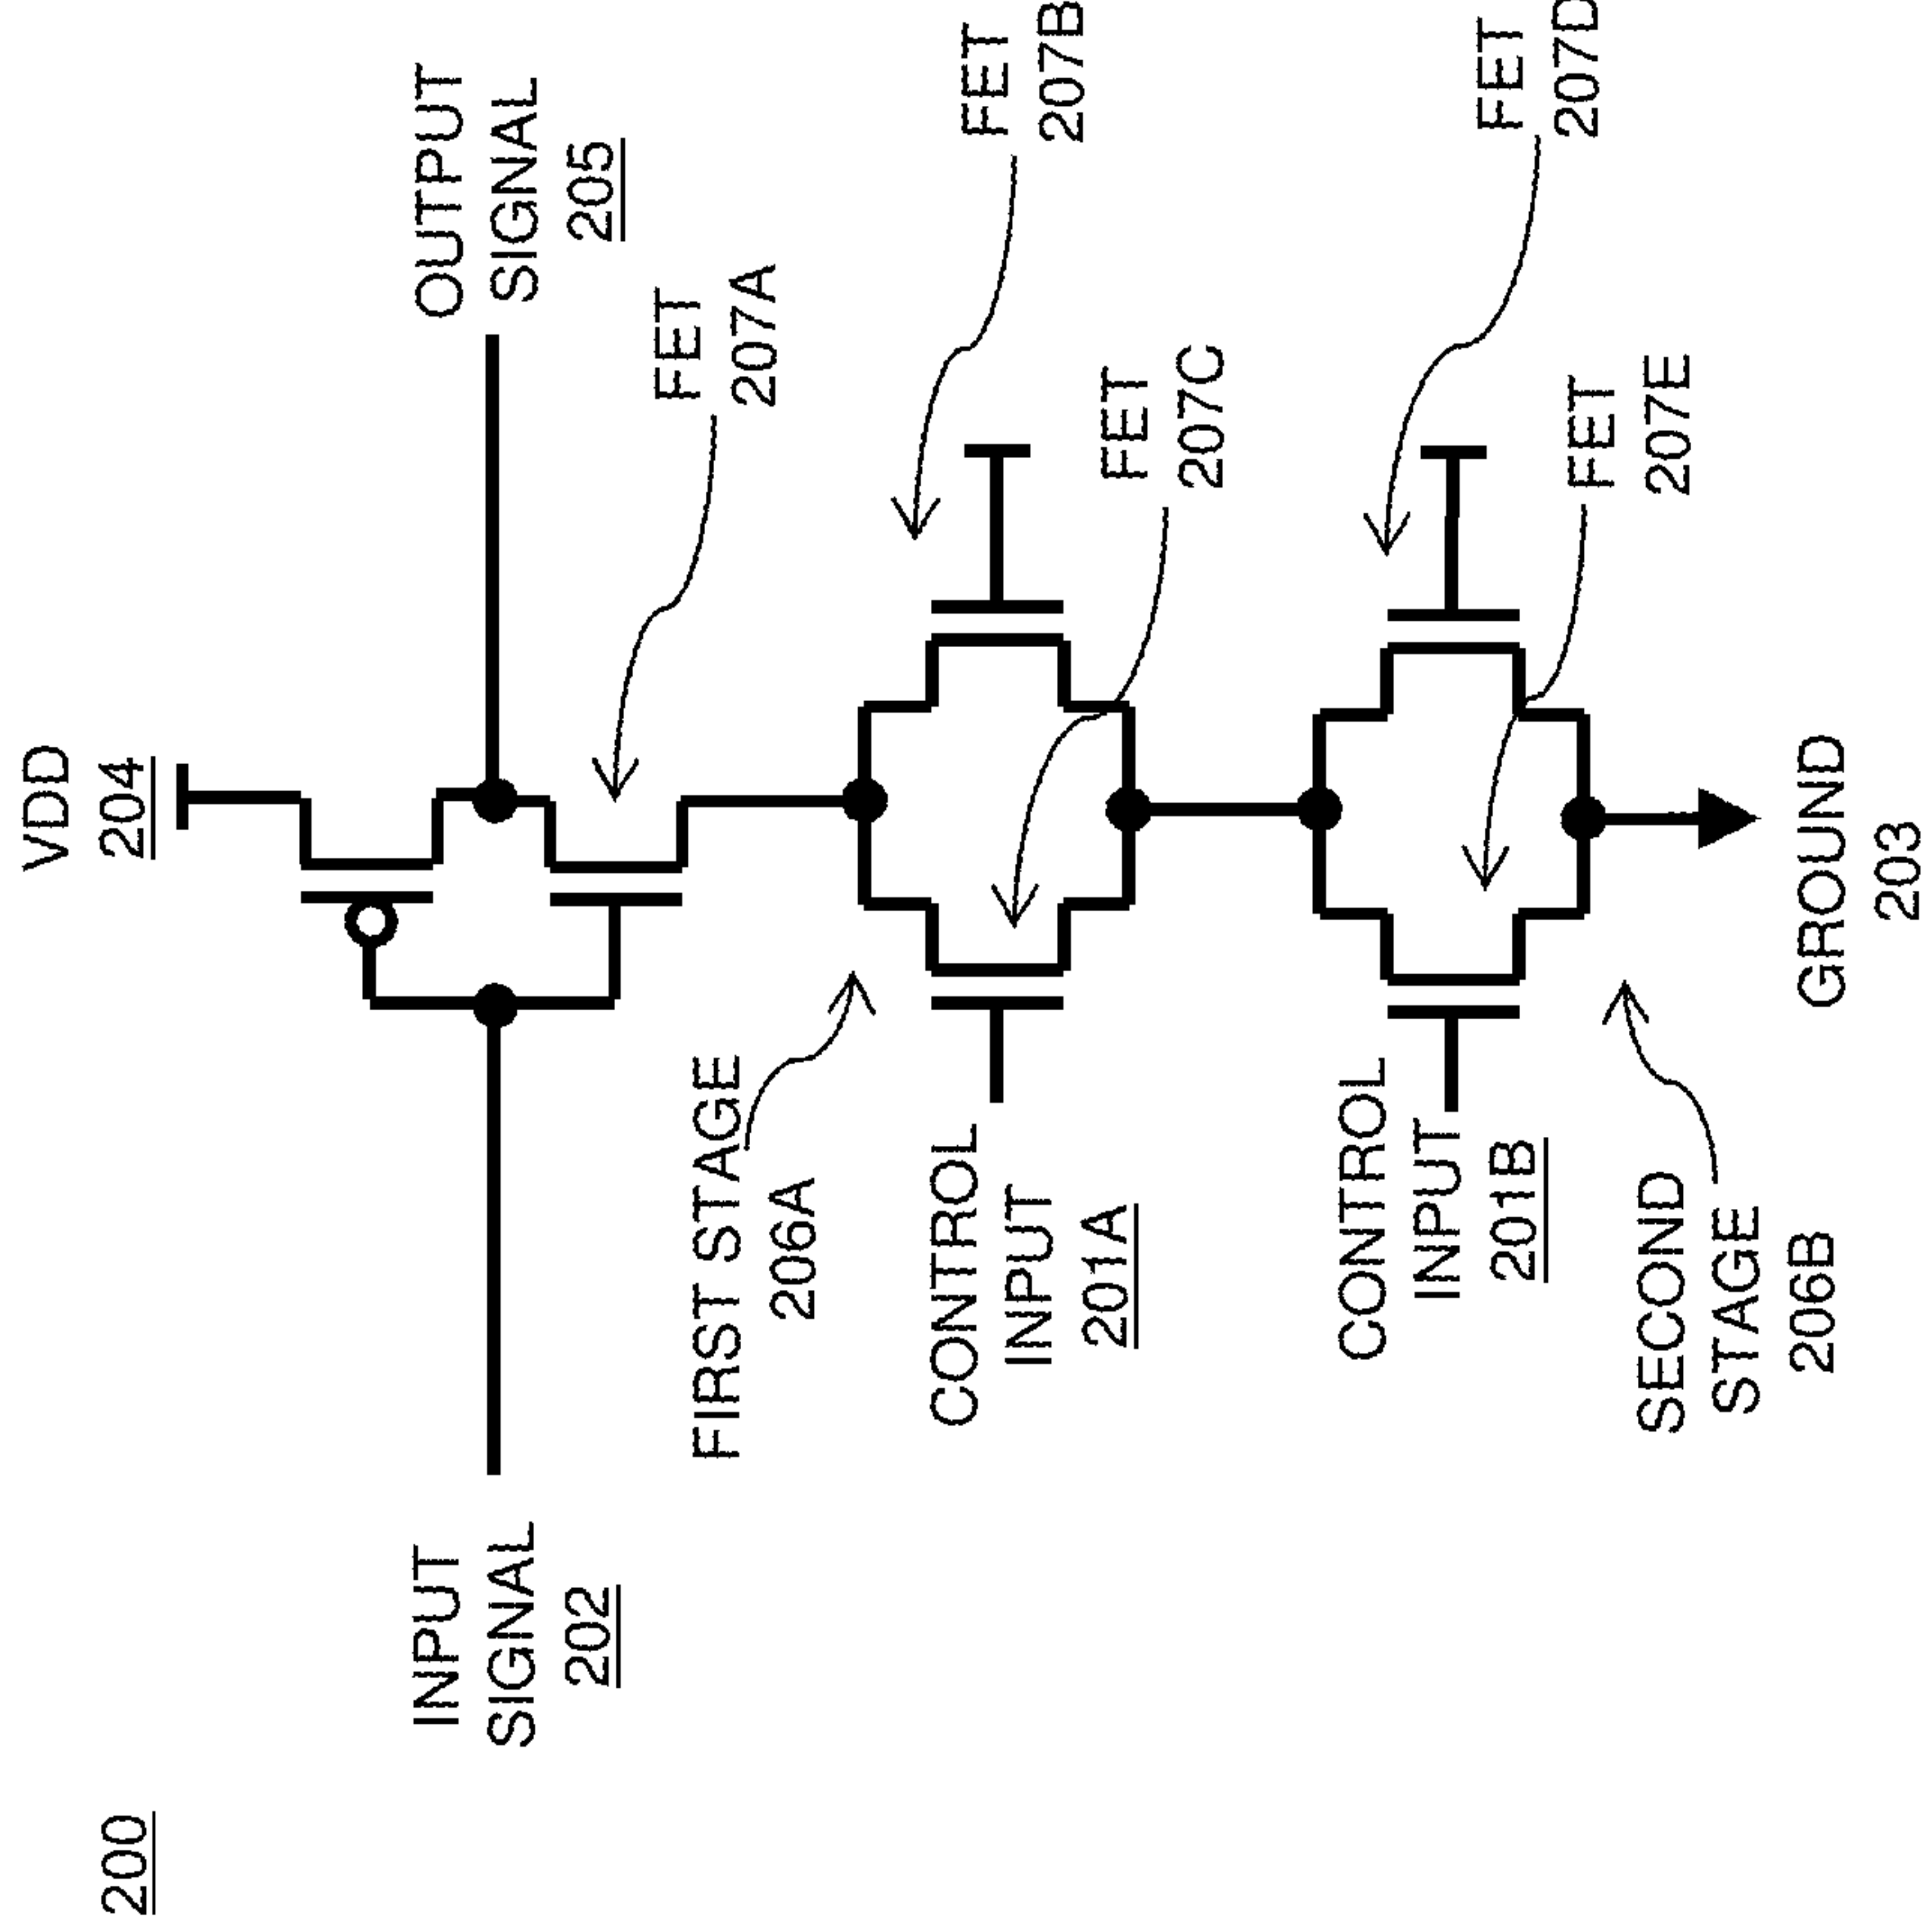 200
VDD
204
INPUT
SIGNAL
202
OUTPUT
SIGNAL
205
FET
207A
FIRST STAGE
206A
FET
207B
CONTROL
INPUT
201A
FET
207C
CONTROL
INPUT
201B
FET
207D
FET
207E
SECOND
STAGE
206B
GROUND
203